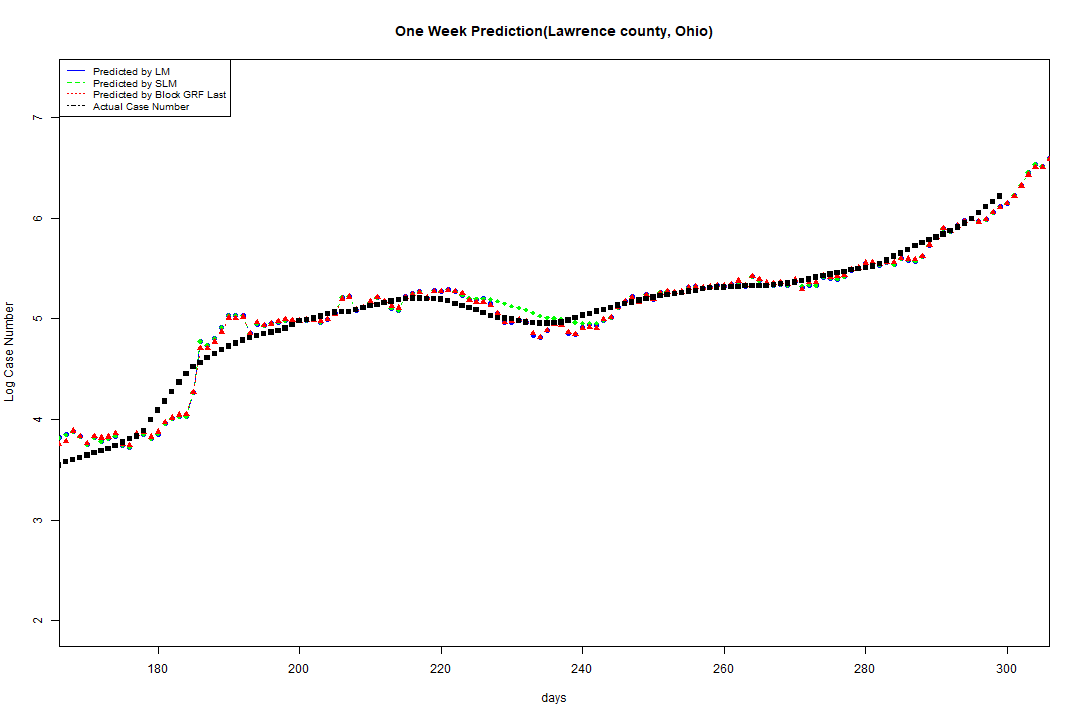 One Week Prediction(Lawrence county, Ohio)
Predicted by LM
Predicted by SLM
Predicted by Block GRF Last
Actual Case Number
Log Case Number
7
6
5
4
3
2
180 200 220 240 260 280 300
days